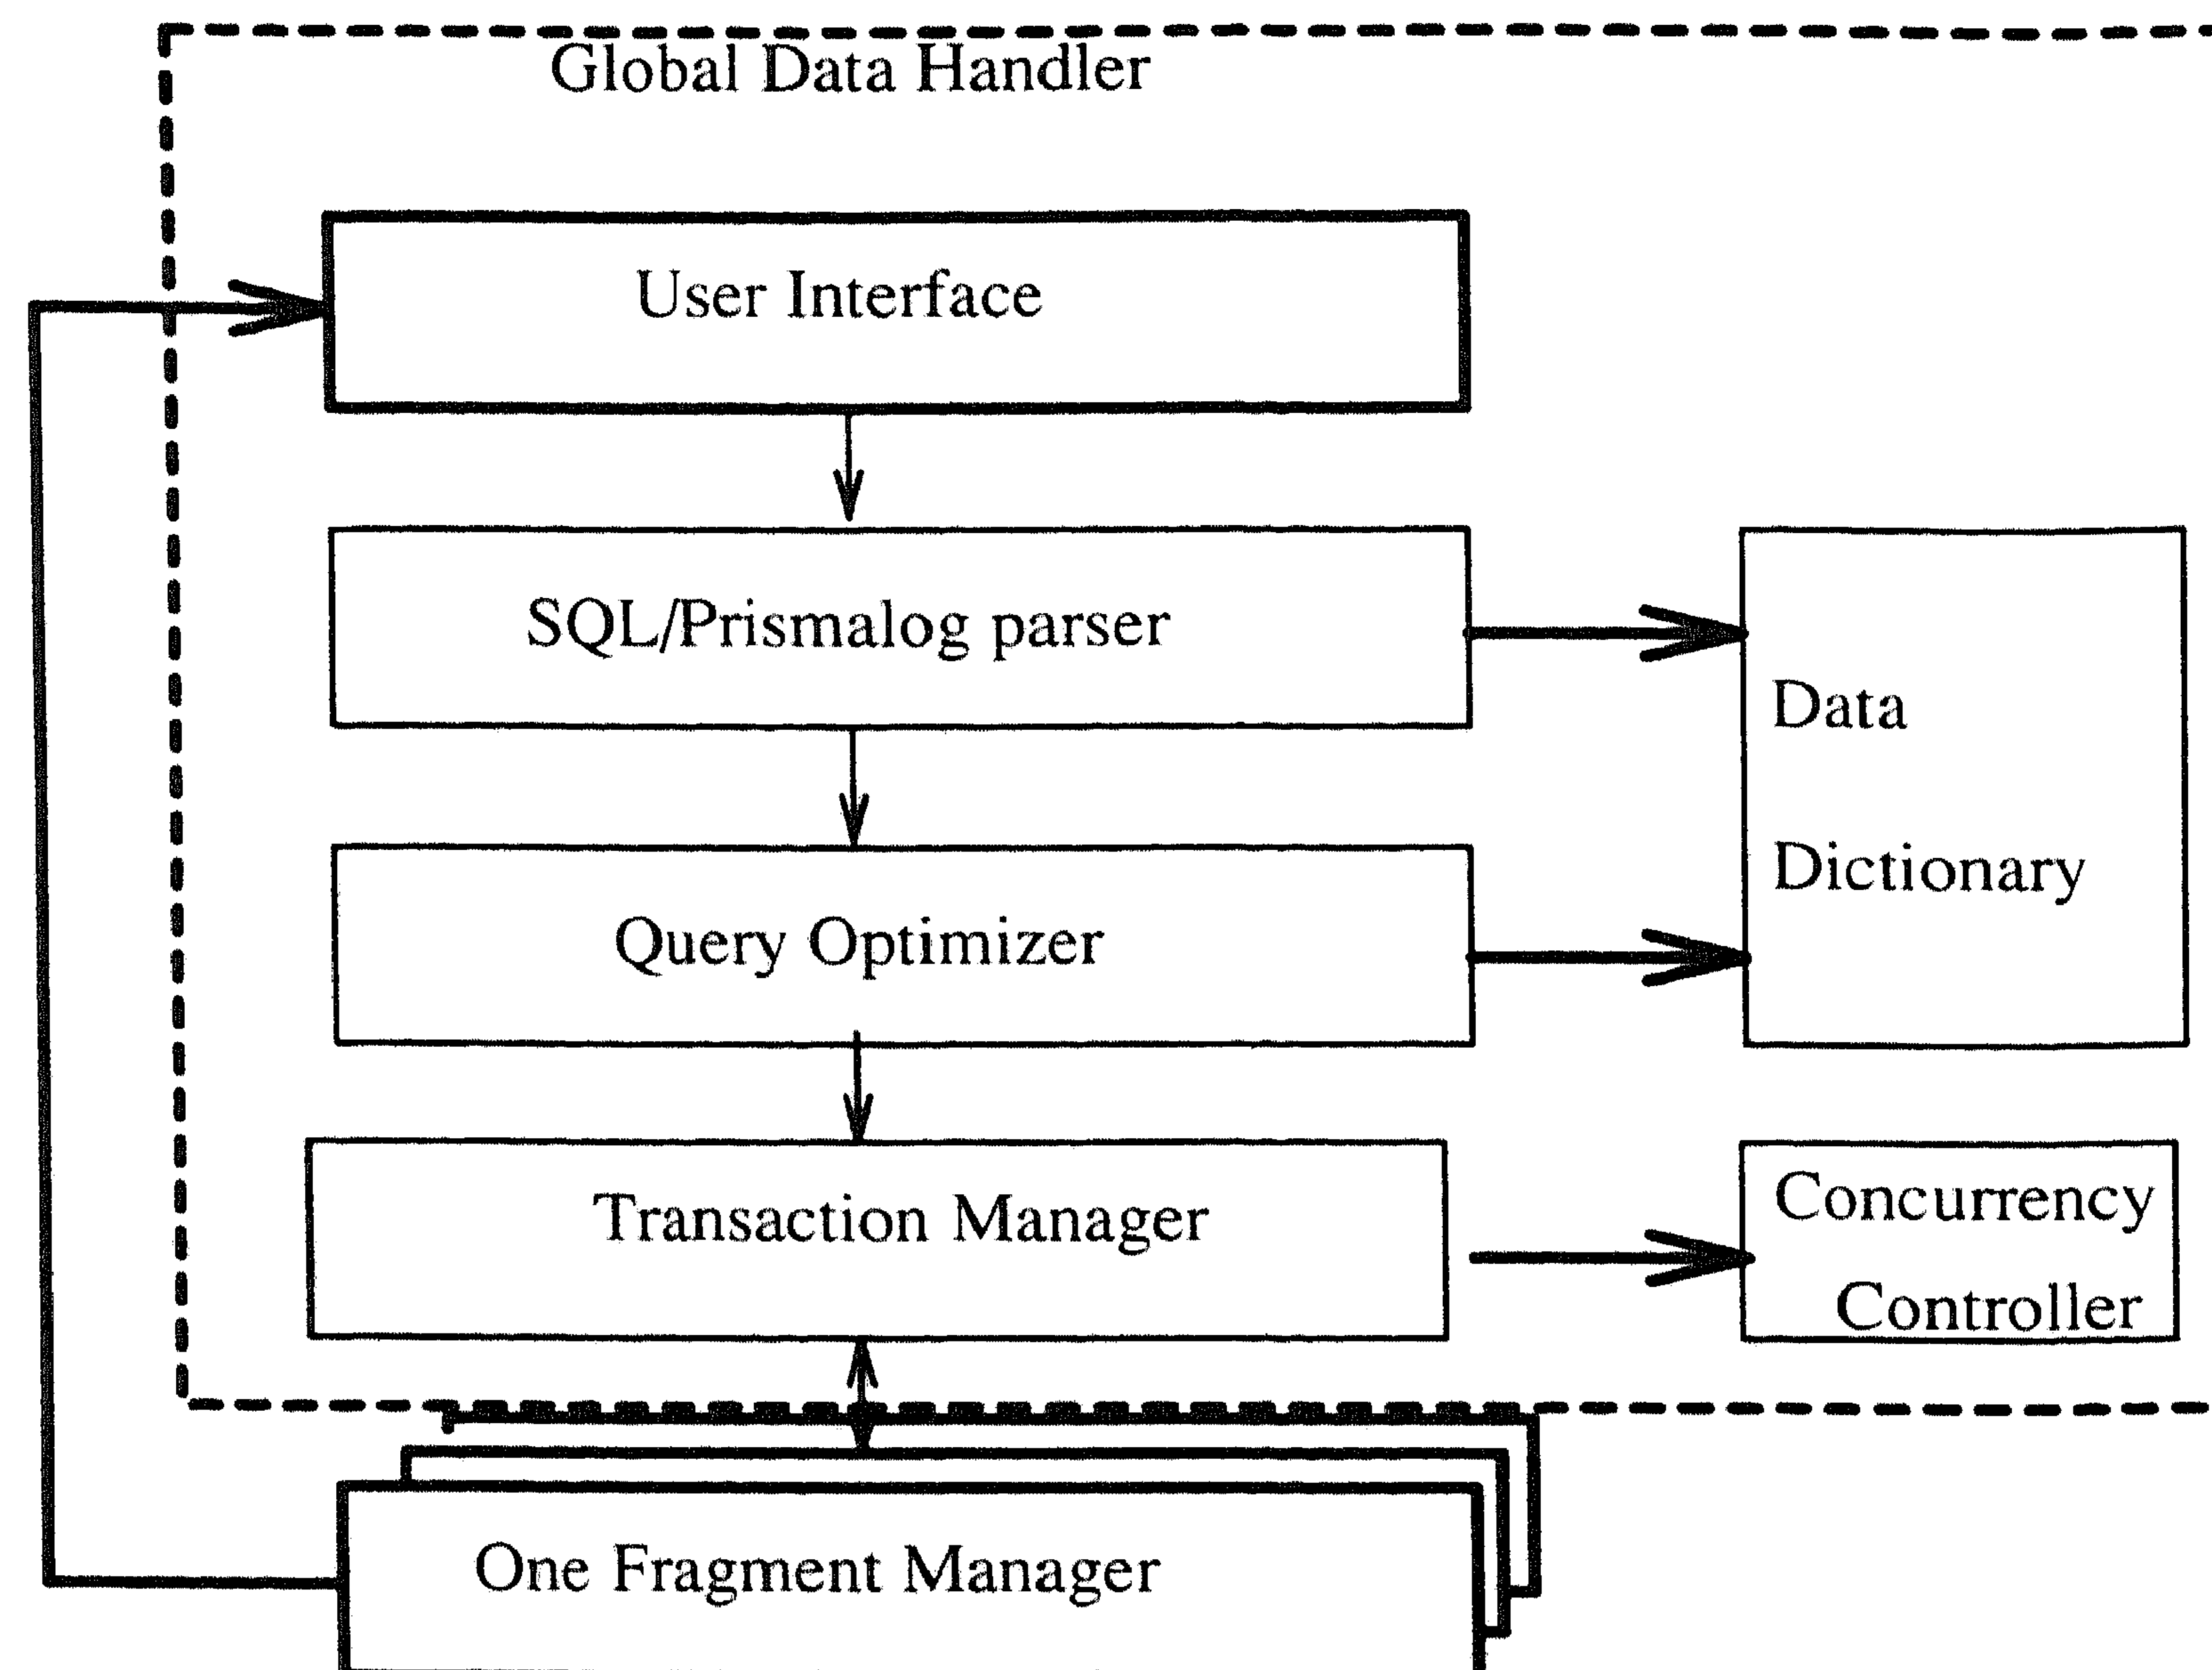 Global Data Handler
User Interface
SQL/Prismalog parser
Data
Dictionary
Query Optimizer
Transaction Manager
Concurrency
Controller
One Fragment Manager